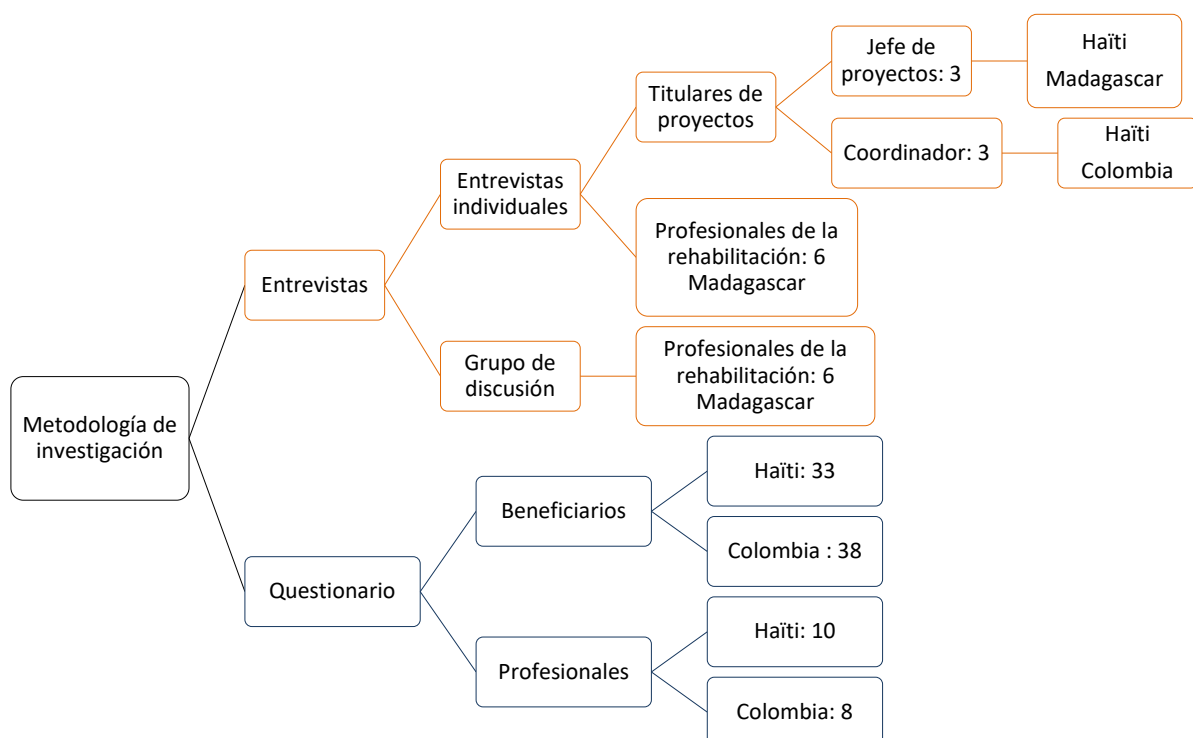 Metodología de
investigación
Entrevistas
Entrevistas
individuales
Titulares de
proyectos
Jefe de
proyectos: 3
Haïti
Madagascar
Coordinador: 3
Haïti
Colombia
Profesionales de la
rehabilitación: 6
Madagascar
Grupo de
discusión
Profesionales de la
rehabilitación: 6
Madagascar
Questionario
Beneficiarios
Haïti: 33
Colombia : 38
Profesionales
Haïti: 10
Colombia: 8